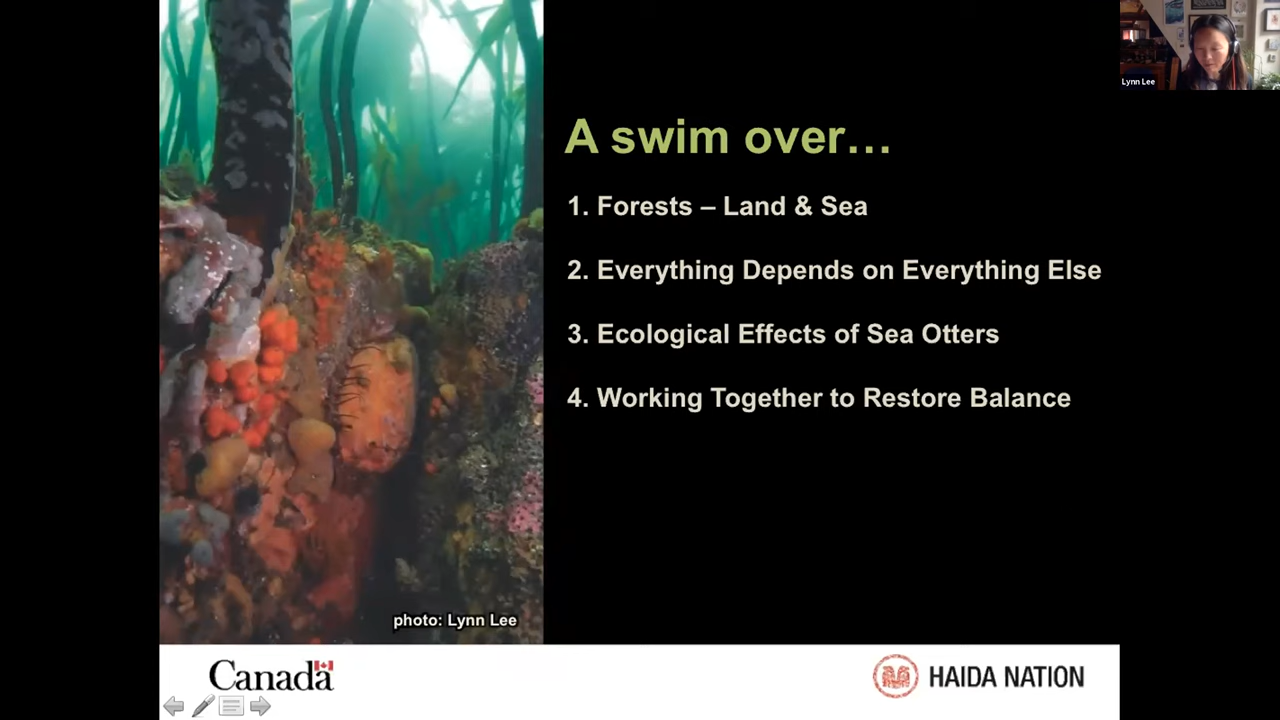 Lynn Lee
A swim over…
1. Forests – Land & Sea
2. Everything Depends on Everything Else
3. Ecological Effects of Sea Otters
4. Working Together to Restore Balance
photo: Lynn Lee
Canada
HAIDA NATION